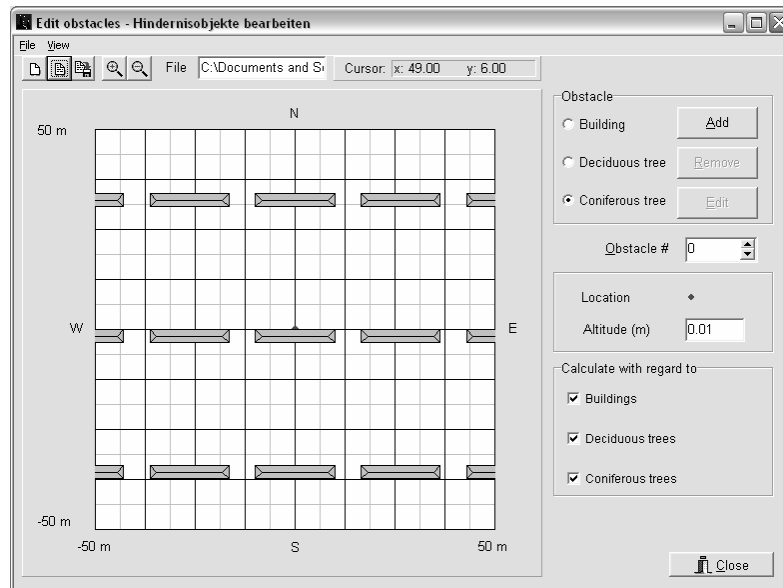 Edit obstacles - Hindernisobjekte bearbeiten
File View
File C:\Documents and Cursor: x: 49.00 y: 6.00
N
50 m
W
E
-50 m
-50 m
S
50 m
Obstacle
Building
Add
Deciduous tree
Remove
Coniferous tree
Edit
Obstacle # 0
Location
Altitude (m) 0.01
Calculate with regard to
Buildings
Deciduous trees
Coniferous trees
Close